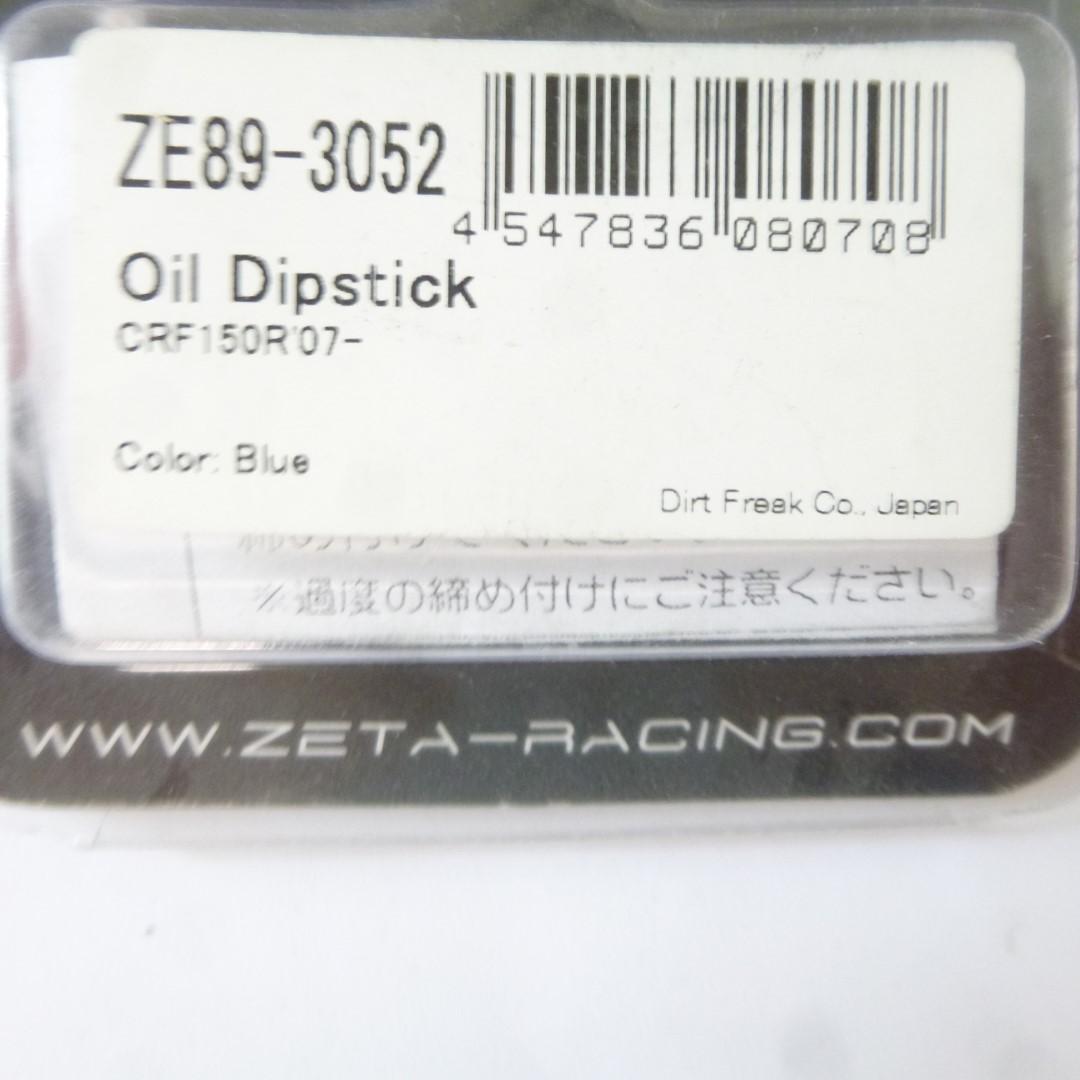 ZE89-3052
4 547836 080708
Oil Dipstick
CRF150R'07-
Color: Blue
Dirt Freak Co., Japan
※過度の締め付けにご注意ください。
WWW.ZETA-RACING.COM